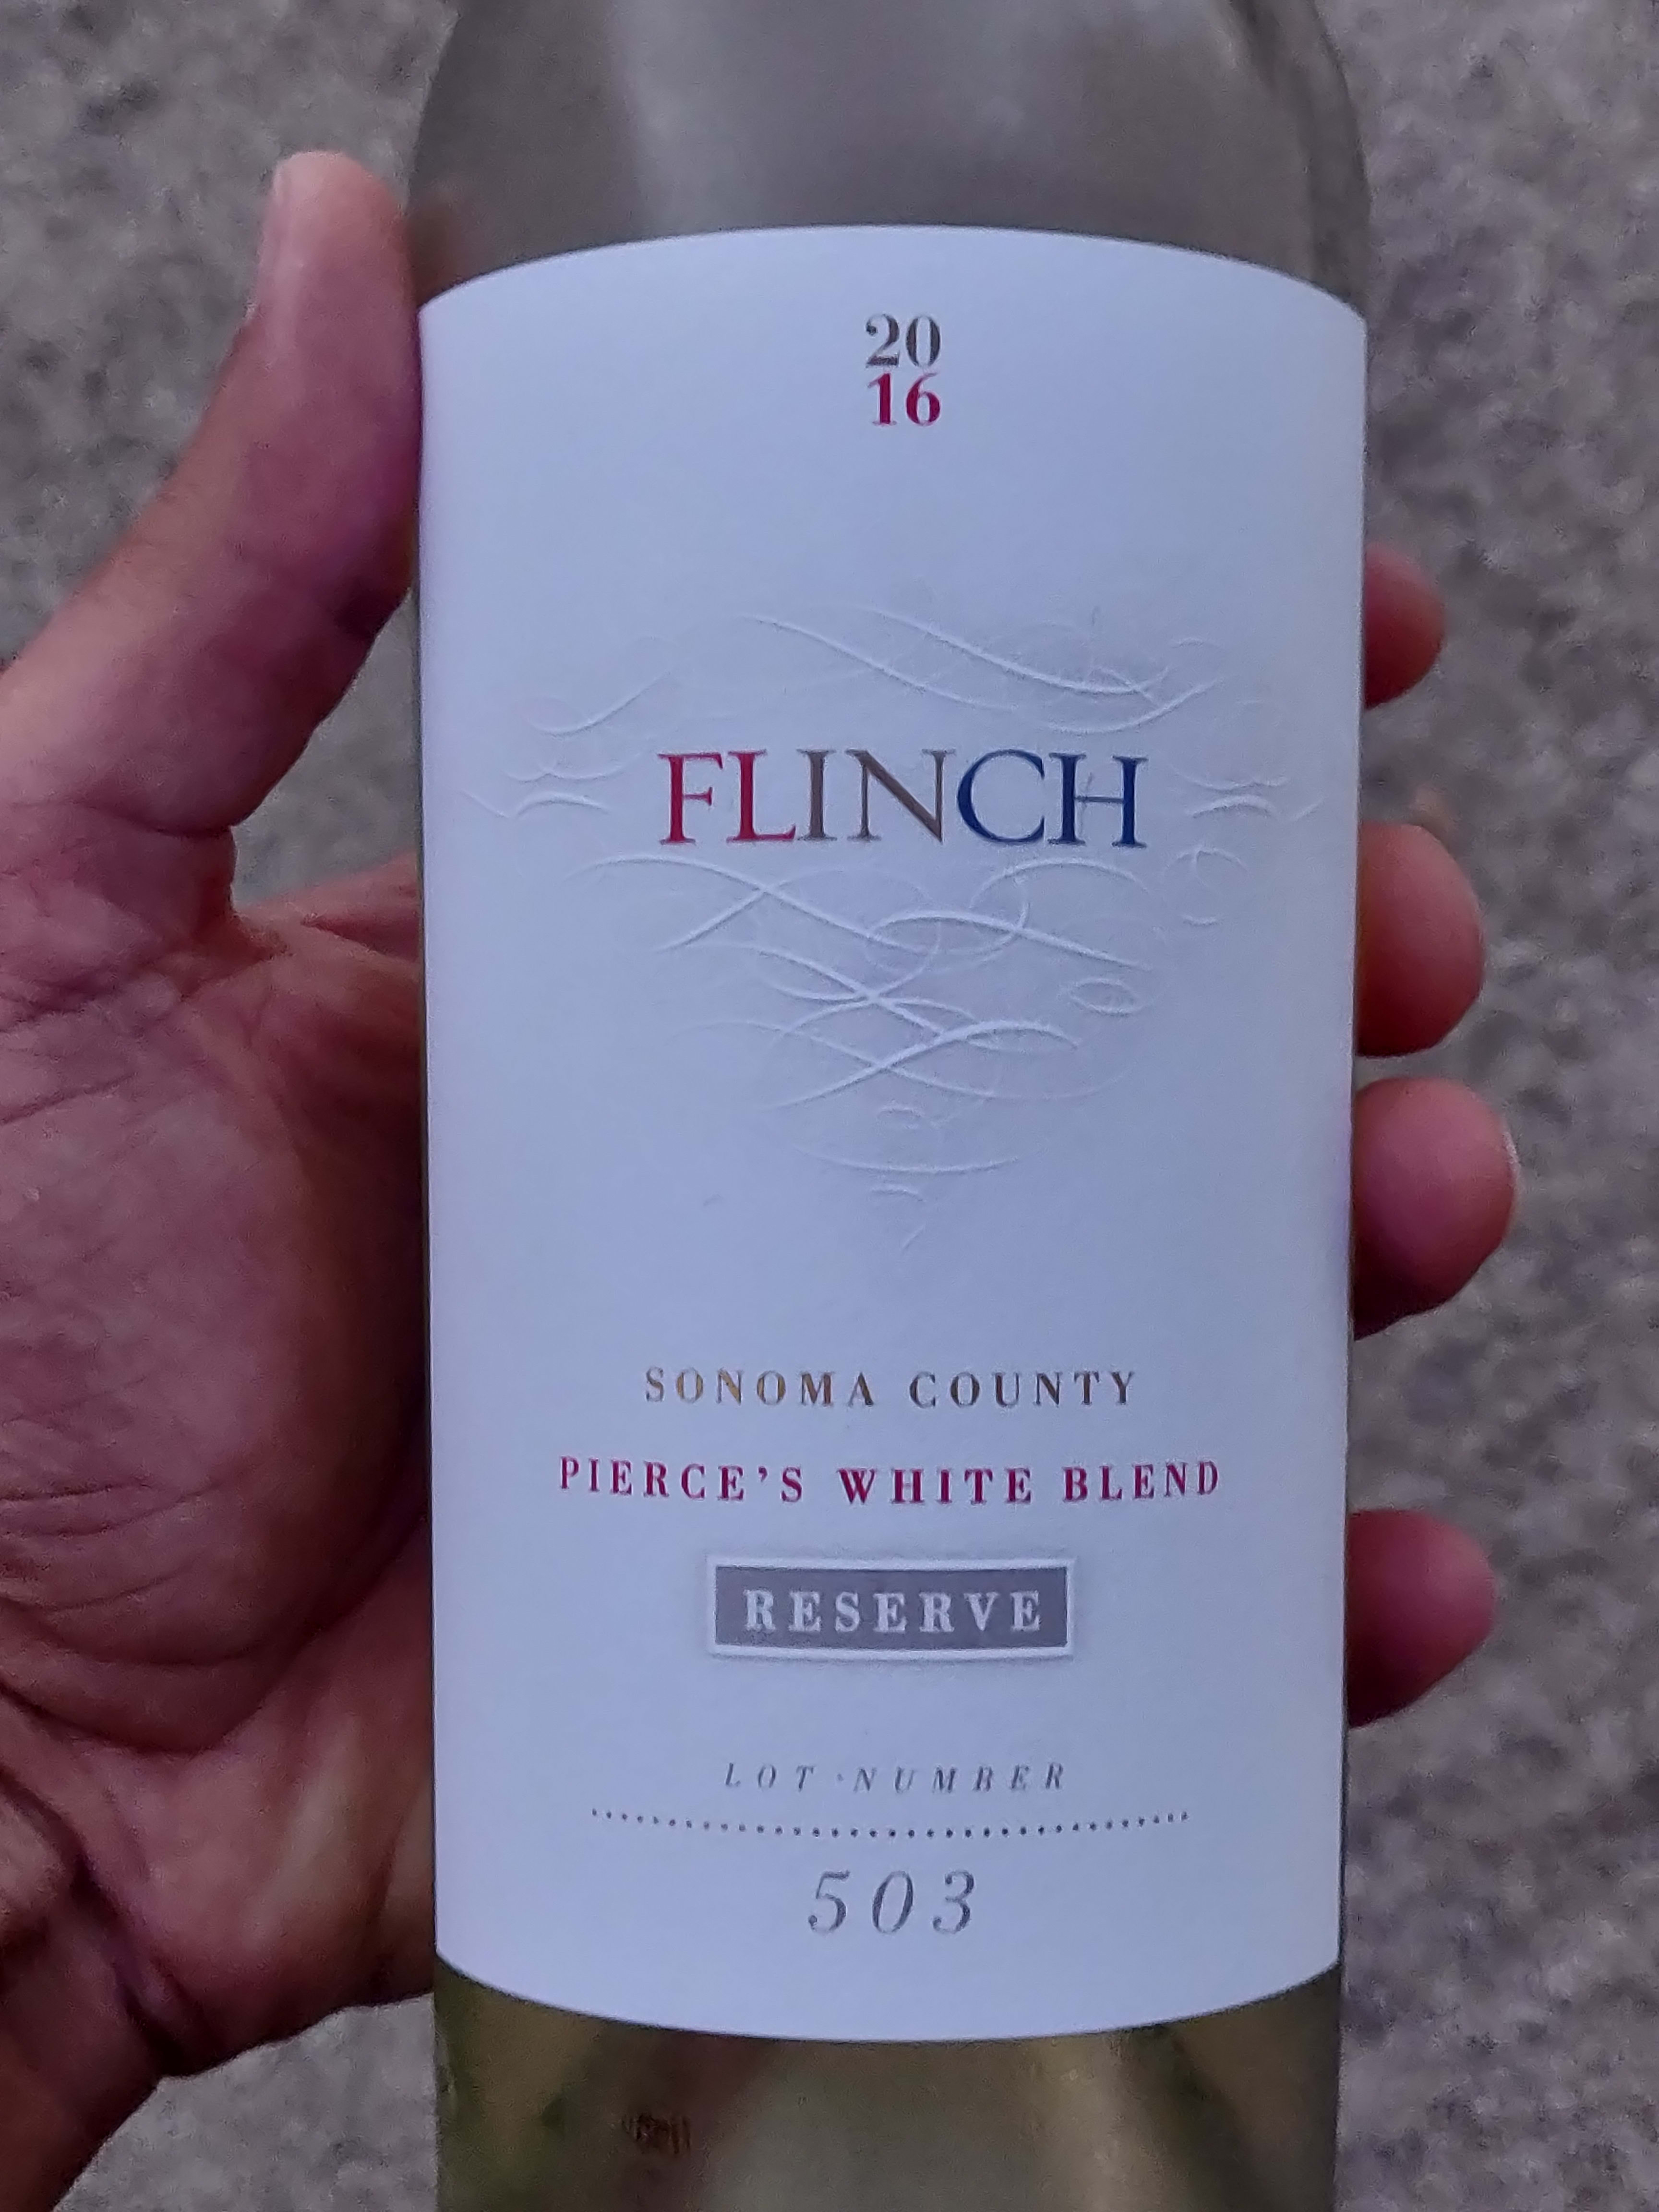 20
16
FLINCH
SONOMA COUNTY
PIERCE'S WHITE BLEND
RESERVE
LOT·NUMBER
503